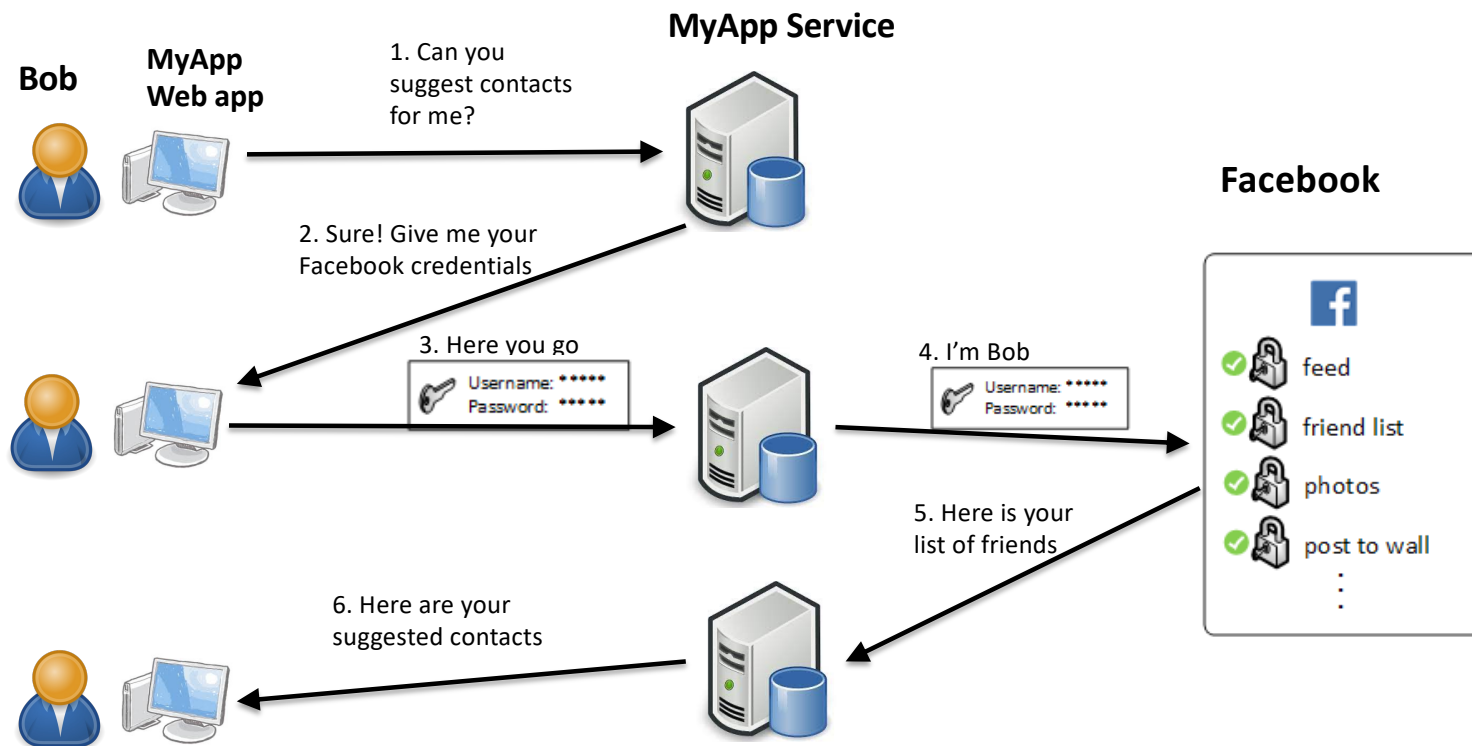 MyApp Service
Bob
MyApp
Web app
1. Can you
suggest contacts
for me?
Facebook
2. Sure! Give me your
Facebook credentials
f
3. Here you go
Username: *****
Password: *****
4. I’m Bob
Username: *****
Password: *****
feed
friend list
photos
post to wall
5. Here is your
list of friends
6. Here are your
suggested contacts